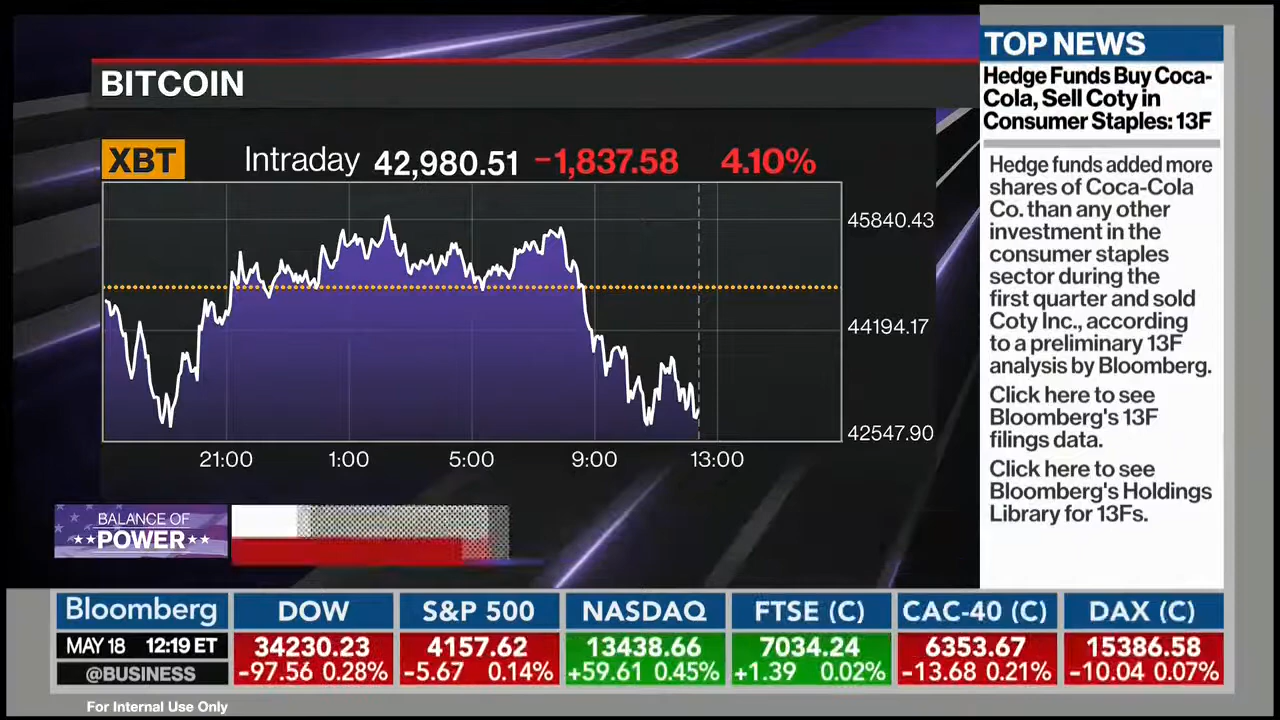 BITCOIN
XBT Intraday 42,980.51 −1,837.58 4.10%
45840.43
44194.17
42547.90
21:00 1:00 5:00 9:00 13:00
BALANCE OF
★★POWER★★
TOP NEWS
Hedge Funds Buy Coca-
Cola, Sell Coty in
Consumer Staples: 13F
Hedge funds added more
shares of Coca-Cola
Co. than any other
investment in the
consumer staples
sector during the
first quarter and sold
Coty Inc., according
to a preliminary 13F
analysis by Bloomberg.
Click here to see
Bloomberg's 13F
filings data.
Click here to see
Bloomberg's Holdings
Library for 13Fs.
Bloomberg DOW S&P 500 NASDAQ FTSE (C) CAC-40 (C) DAX (C)
MAY 18 12:19 ET 34230.23 4157.62 13438.66 7034.24 6353.67 15386.58
@BUSINESS −97.56 0.28% −5.67 0.14% +59.61 0.45% +1.39 0.02% −13.68 0.21% −10.04 0.07%
For Internal Use Only